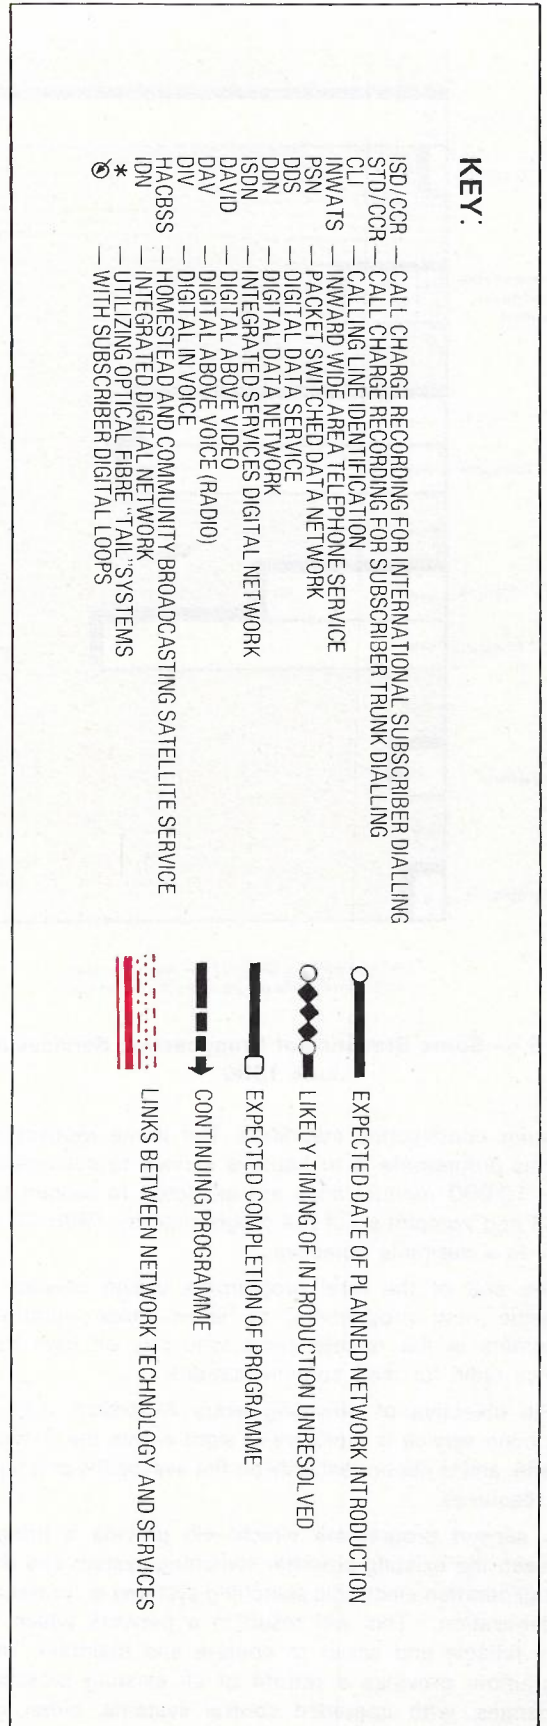 KEY:
ISD/CCR — CALL CHARGE RECORDING FOR INTERNATIONAL SUBSCRIBER DIALLING
STD/CCR — CALL CHARGE RECORDING FOR SUBSCRIBER TRUNK DIALLING
CLI — CALLING LINE IDENTIFICATION
INWATS — INWARD WIDE AREA TELEPHONE SERVICE
PSN — PACKET SWITCHED DATA NETWORK
DDS — DIGITAL DATA SERVICE
DDN — DIGITAL DATA NETWORK
ISDN — INTEGRATED SERVICES DIGITAL NETWORK
DAVID — DIGITAL ABOVE VIDEO
DAV — DIGITAL ABOVE VOICE (RADIO)
DIV — DIGITAL IN VOICE
HACBSS — HOMESTEAD AND COMMUNITY BROADCASTING SATELLITE SERVICE
IDN — INTEGRATED DIGITAL NETWORK
* — UTILIZING OPTICAL FIBRE "TAIL" SYSTEMS
— WITH SUBSCRIBER DIGITAL LOOPS
EXPECTED DATE OF PLANNED NETWORK INTRODUCTION
LIKELY TIMING OF INTRODUCTION UNRESOLVED
EXPECTED COMPLETION OF PROGRAMME
CONTINUING PROGRAMME
LINKS BETWEEN NETWORK TECHNOLOGY AND SERVICES